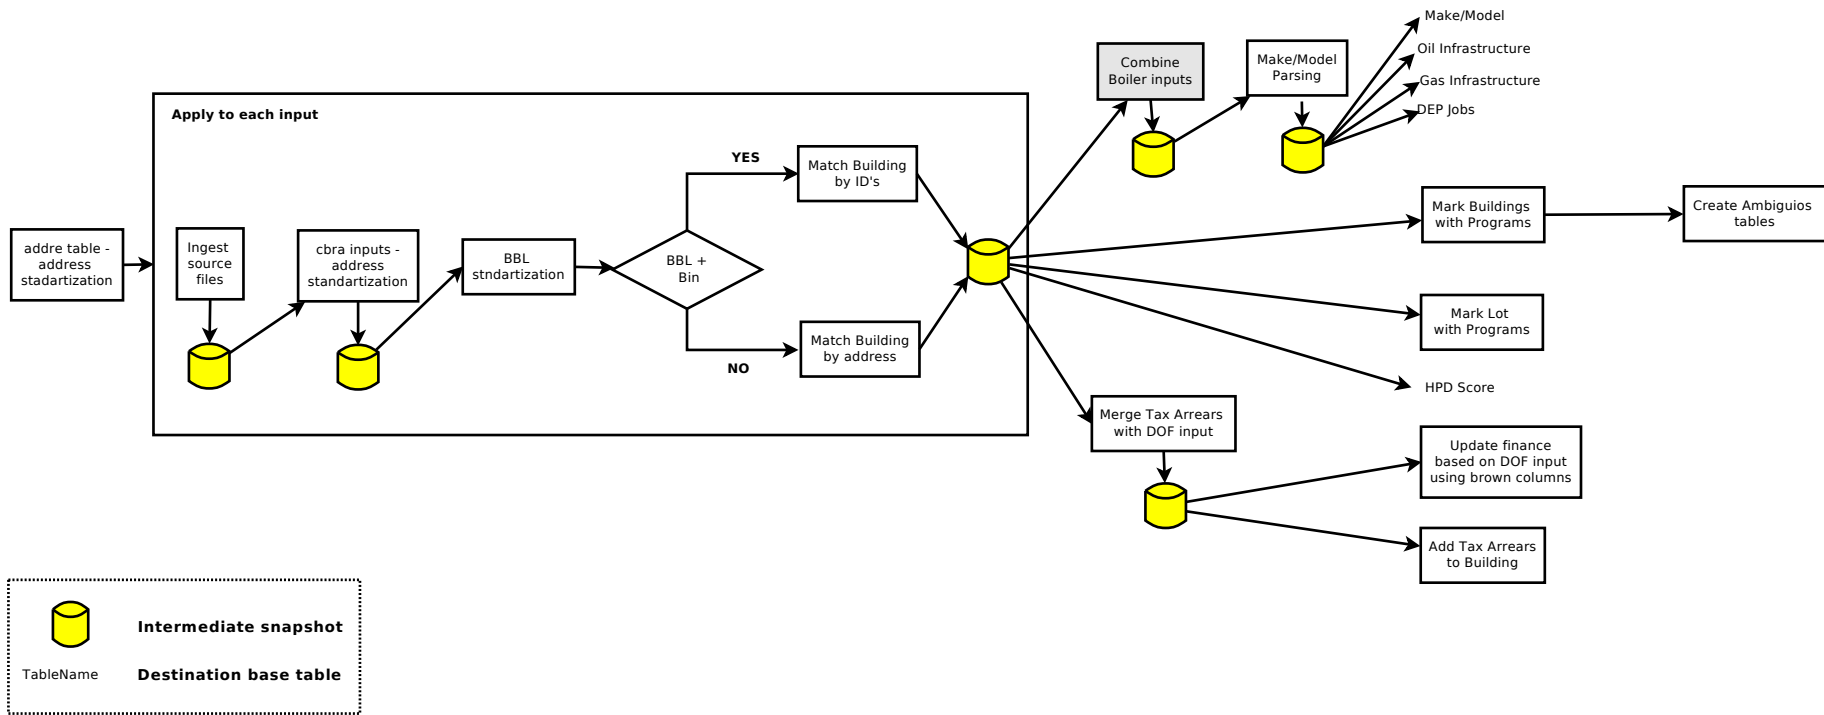 Apply to each input
addre table -
address
stadartization
Ingest
source
files
cbra inputs -
address
standartization
BBL
stndartization
BBL +
Bin
YES
NO
Match Building
by ID's
Match Building
by address
Combine
Boiler inputs
Make/Model
Parsing
Make/Model
Oil Infrastructure
Gas Infrastructure
DEP Jobs
Mark Buildings
with Programs
Create Ambiguios
tables
Mark Lot
with Programs
HPD Score
Merge Tax Arrears
with DOF input
Update finance
based on DOF input
using brown columns
Add Tax Arrears
to Building
Intermediate snapshot
TableName
Destination base table